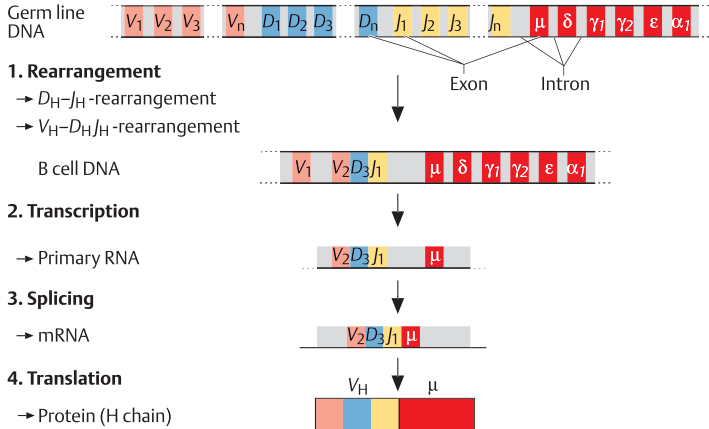 Germ line DNA
V1 V2 V3 Vn D1 D2 D3 Dn J1 J2 J3 Jn μ δ γ1 γ2 ε α1
1. Rearrangement
Exon Intron
→ DH–JH-rearrangement
→ VH–DHJH-rearrangement
B cell DNA
V1 V2D3J1 μ δ γ1 γ2 ε α1
2. Transcription
→ Primary RNA
V2D3J1 μ
3. Splicing
→ mRNA
V2D3J1 μ
4. Translation
VH μ
→ Protein (H chain)